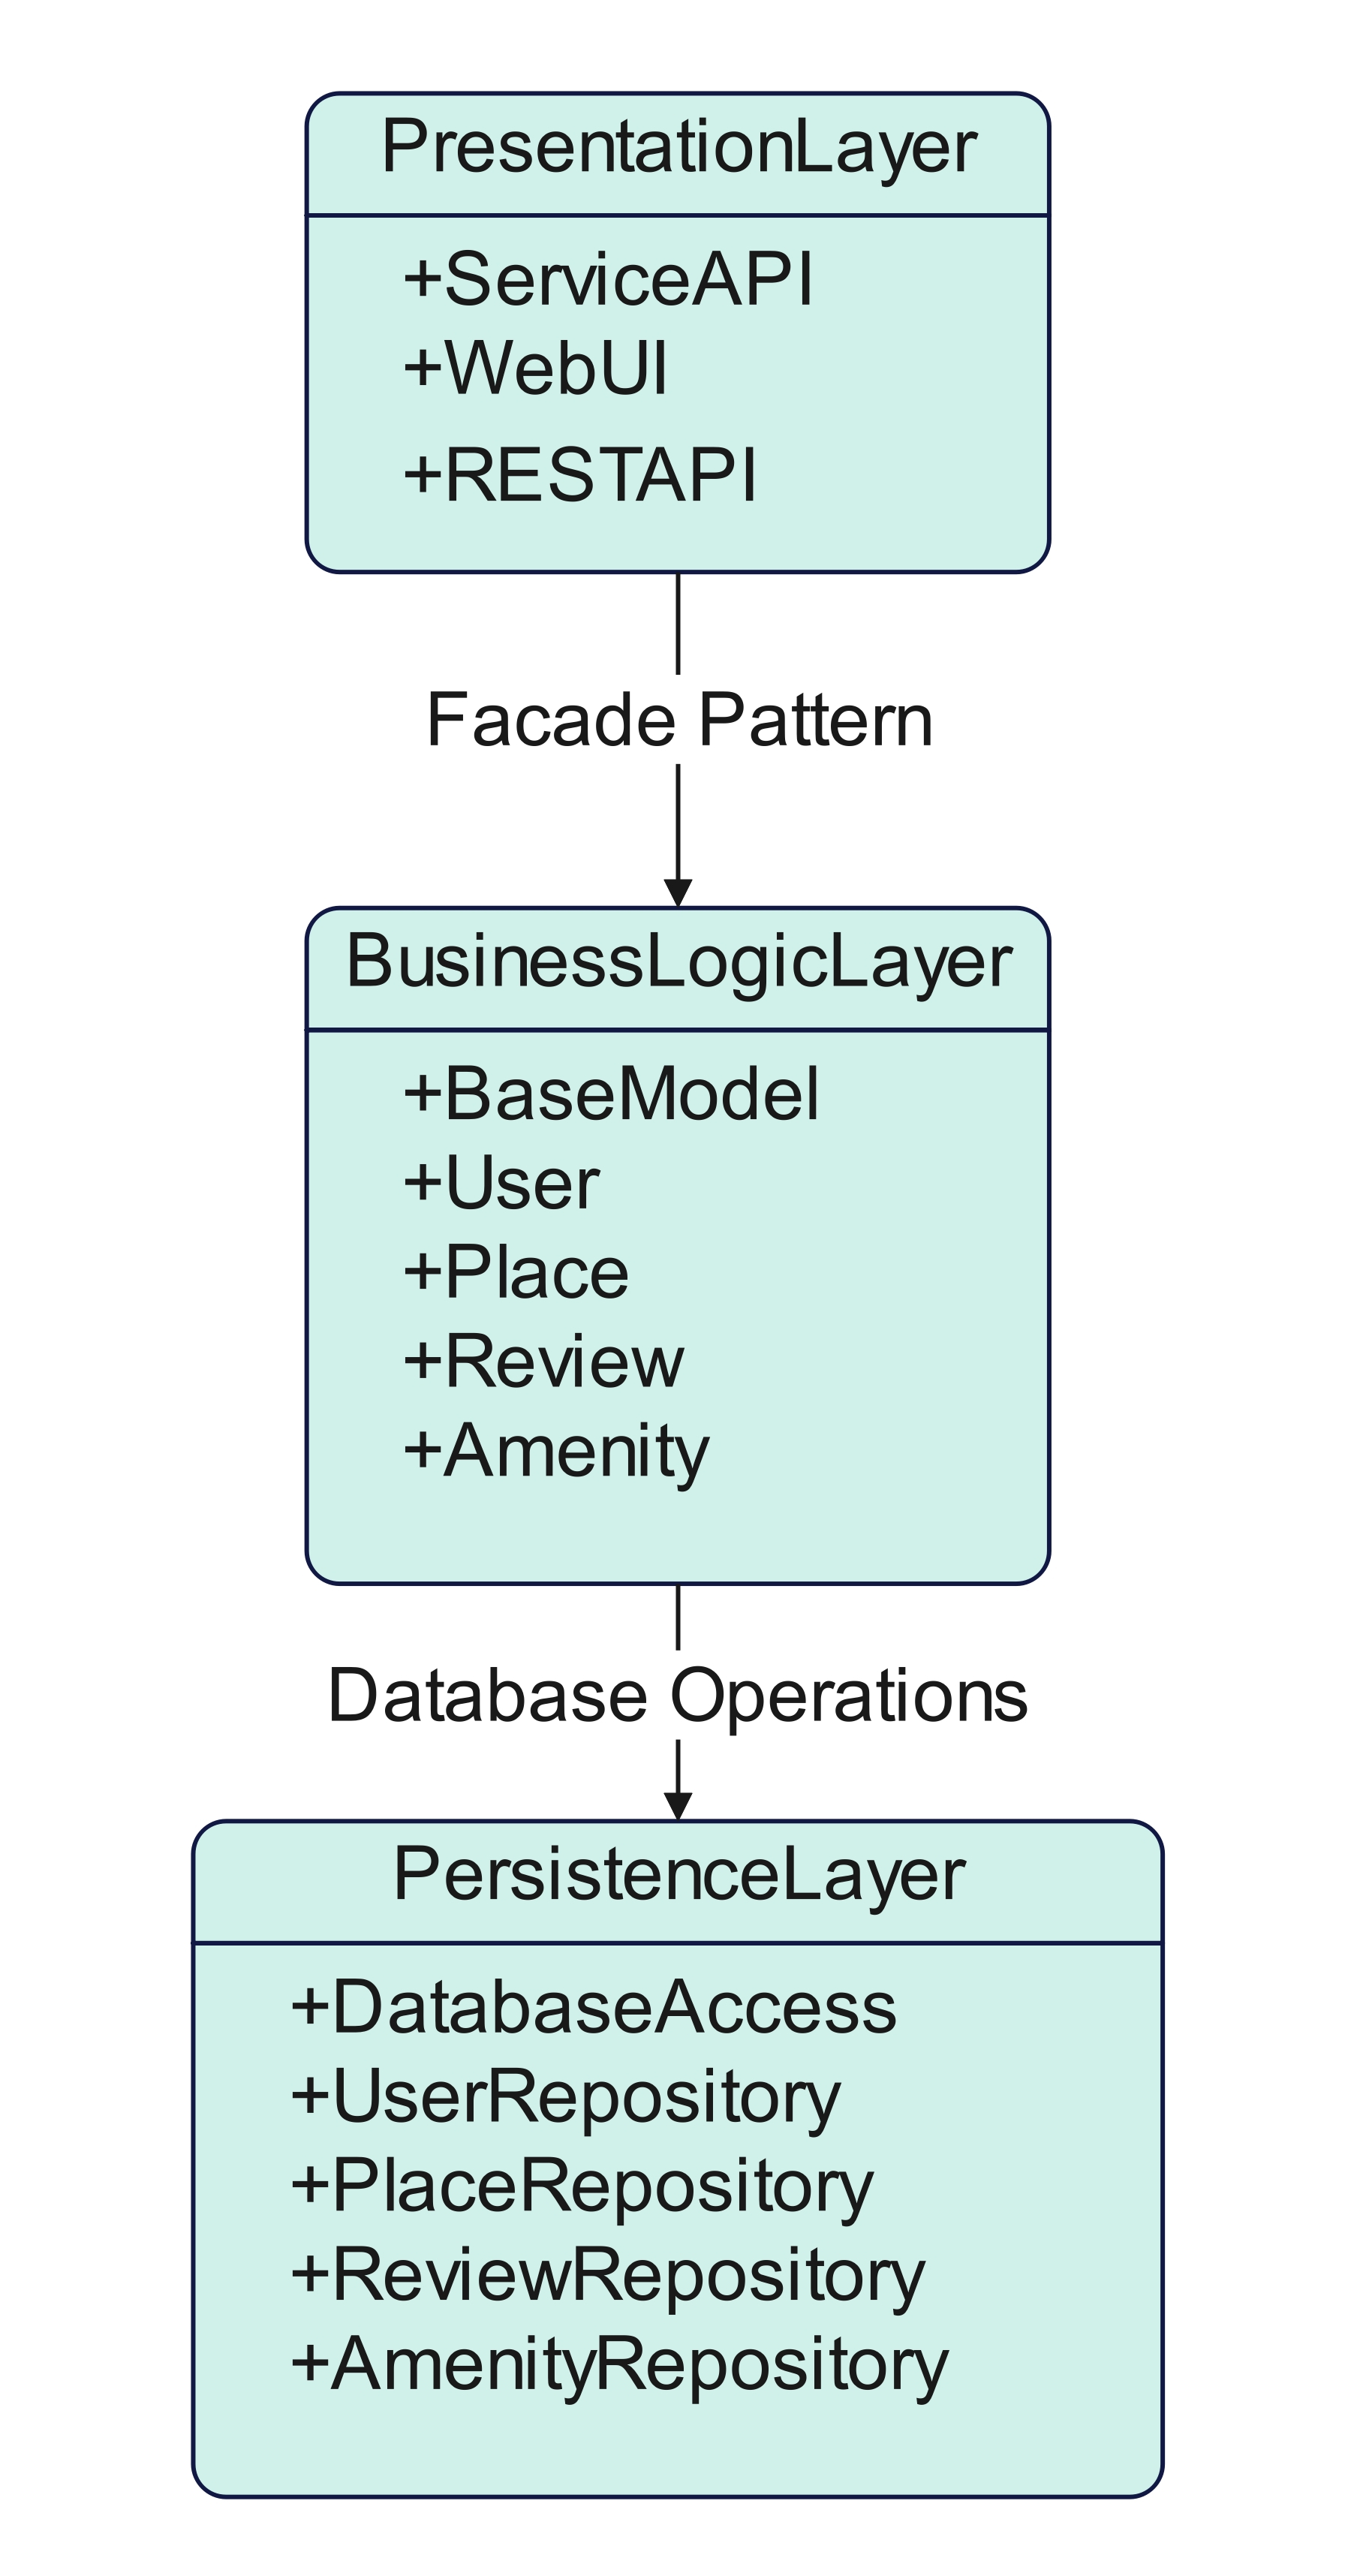 PresentationLayer
+ServiceAPI
+WebUI
+RESTAPI
Facade Pattern
BusinessLogicLayer
+BaseModel
+User
+Place
+Review
+Amenity
Database Operations
PersistenceLayer
+DatabaseAccess
+UserRepository
+PlaceRepository
+ReviewRepository
+AmenityRepository